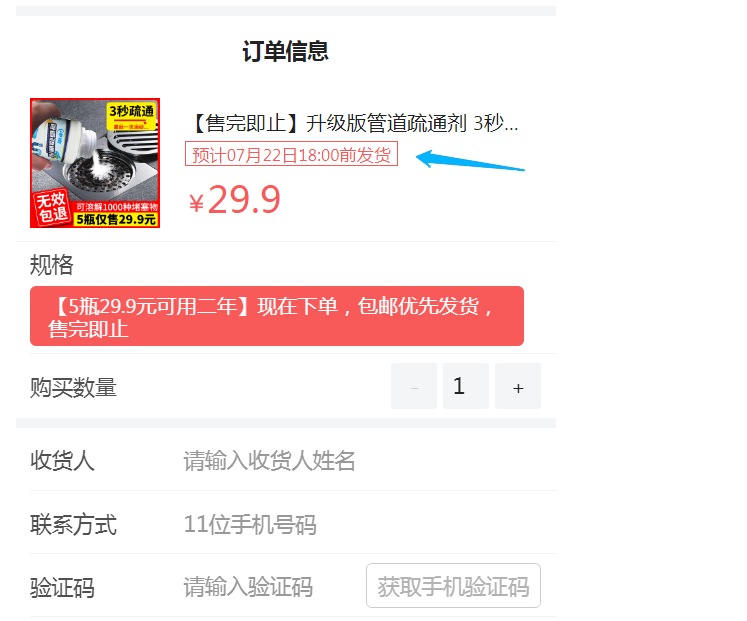 订单信息
3秒疏通
无效
包退
可溶解1000种堵塞物
5瓶仅售29.9元
【售完即止】升级版管道疏通剂 3秒...
预计07月22日18:00前发货
¥29.9
规格
【5瓶29.9元可用二年】现在下单，包邮优先发货，
售完即止
购买数量
- 1 +
收货人 请输入收货人姓名
联系方式 11位手机号码
验证码 请输入验证码 获取手机验证码